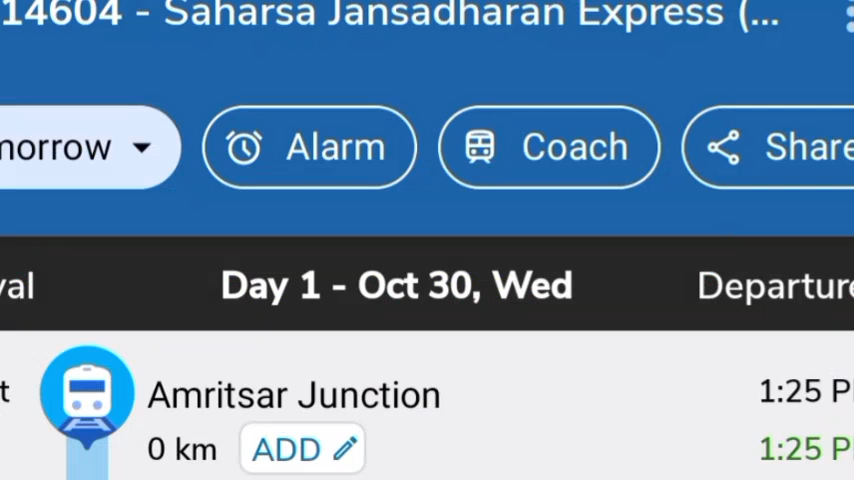 14604 - Saharsa Jansadharan Express (...
morrow Alarm Coach Share
val Day 1 - Oct 30, Wed Departure
t Amritsar Junction 1:25 P
0 km ADD 1:25 P